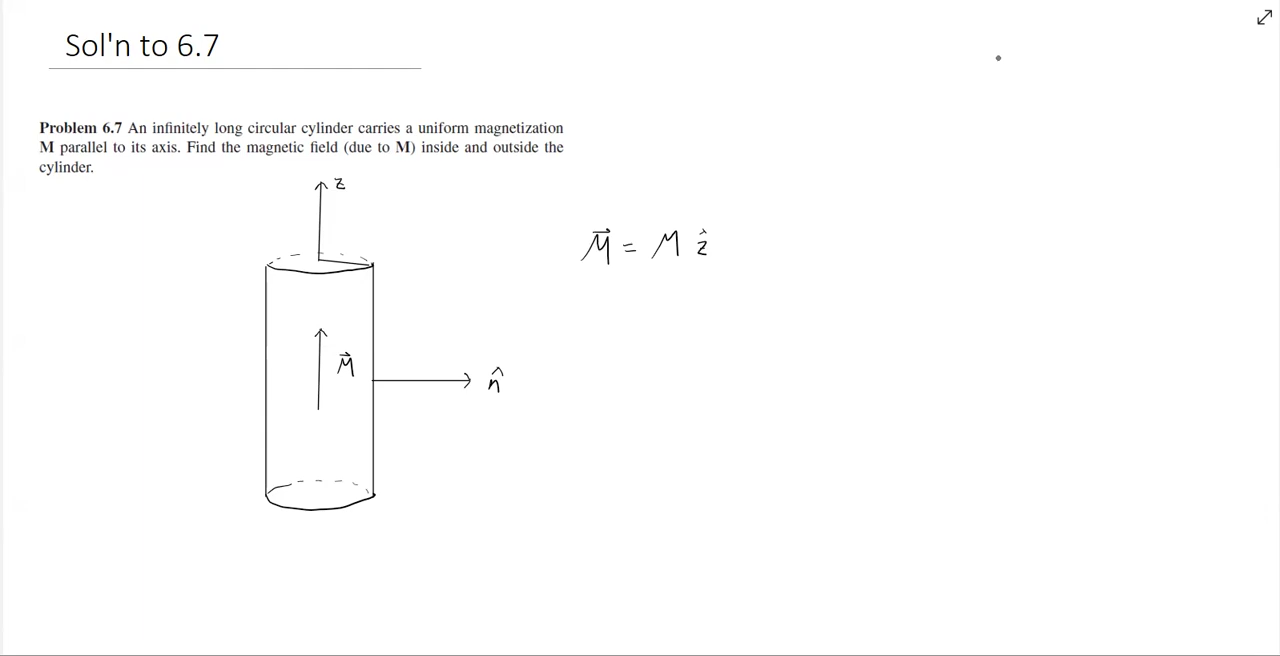 Sol'n to 6.7
Problem 6.7 An infinitely long circular cylinder carries a uniform magnetization
M parallel to its axis. Find the magnetic field (due to M) inside and outside the
cylinder.
z
M⃗ = M ẑ
M⃗
n̂